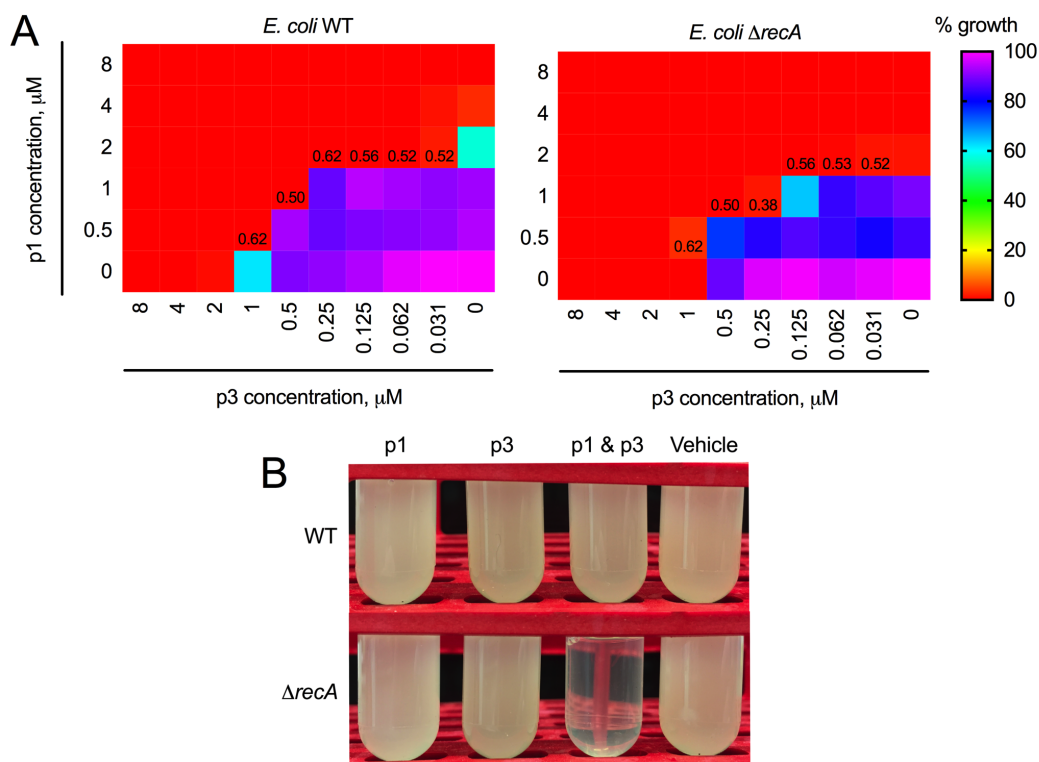 A
E. coli WT
E. coli ΔrecA
% growth
p1 concentration, μM
8
4
2
1
0.5
0
0.62 0.56 0.52 0.52
0.50
0.62
8 4 2 1 0.5 0.25 0.125 0.062 0.031 0
p3 concentration, μM
8
4
2
1
0.5
0
0.56 0.53 0.52
0.50 0.38
0.62
8 4 2 1 0.5 0.25 0.125 0.062 0.031 0
p3 concentration, μM
100
80
60
40
20
0
B
p1 p3 p1 & p3 Vehicle
WT
ΔrecA